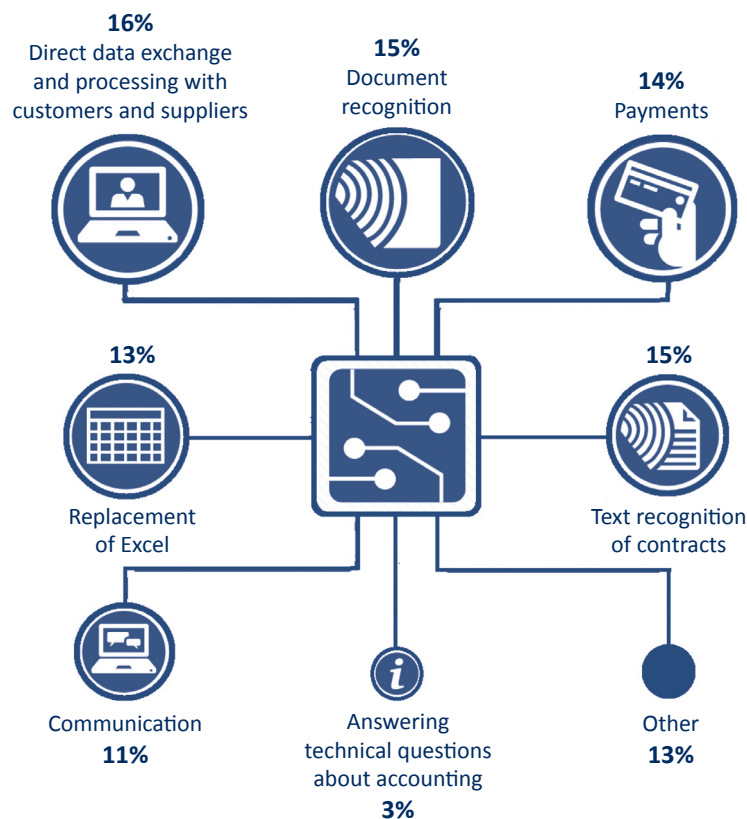 16%
Direct data exchange
and processing with
customers and suppliers
15%
Document
recognition
14%
Payments
13%
Replacement
of Excel
15%
Text recognition
of contracts
Communication
11%
Answering
technical questions
about accounting
3%
Other
13%